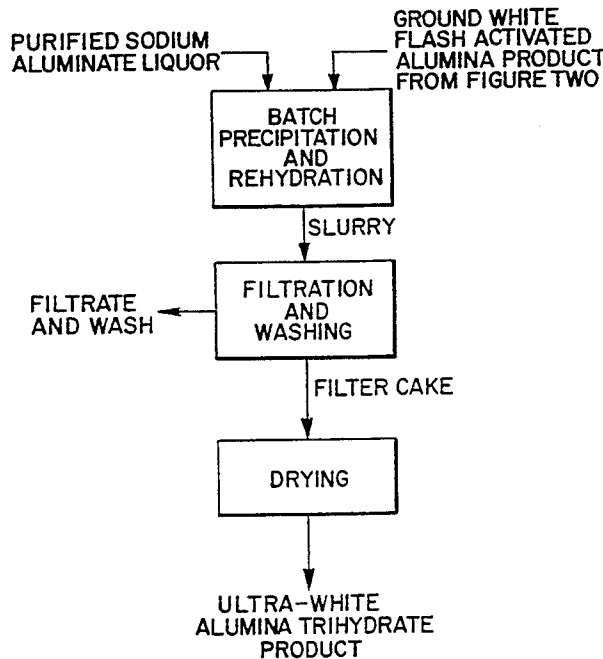 PURIFIED SODIUM
ALUMINATE LIQUOR
GROUND WHITE
FLASH ACTIVATED
ALUMINA PRODUCT
FROM FIGURE TWO
BATCH
PRECIPITATION
AND
REHYDRATION
SLURRY
FILTRATION
AND
WASHING
FILTRATE
AND WASH
FILTER CAKE
DRYING
ULTRA-WHITE
ALUMINA TRIHYDRATE
PRODUCT